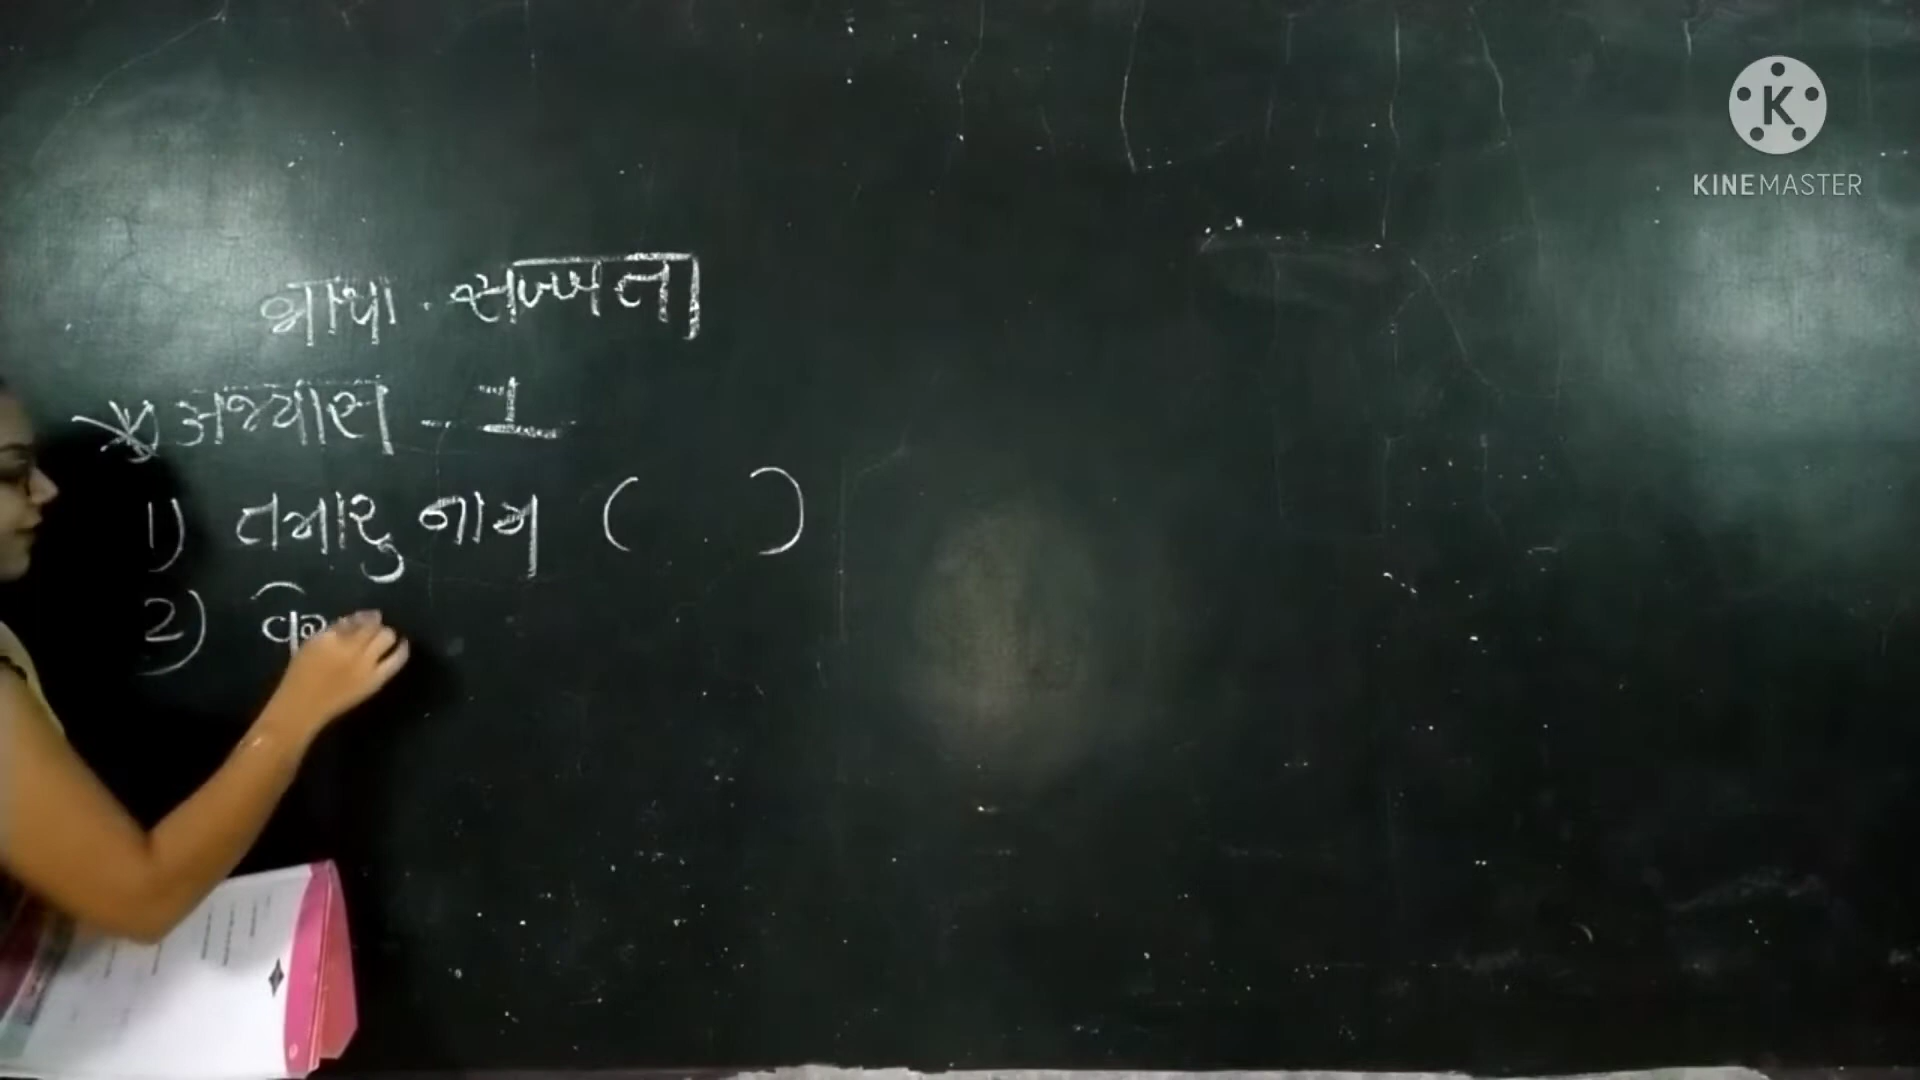 ભાષા . સજ્જતા
* અભ્યાસ - 1
1) તમારુ નામ ( )
2)
KINEMASTER